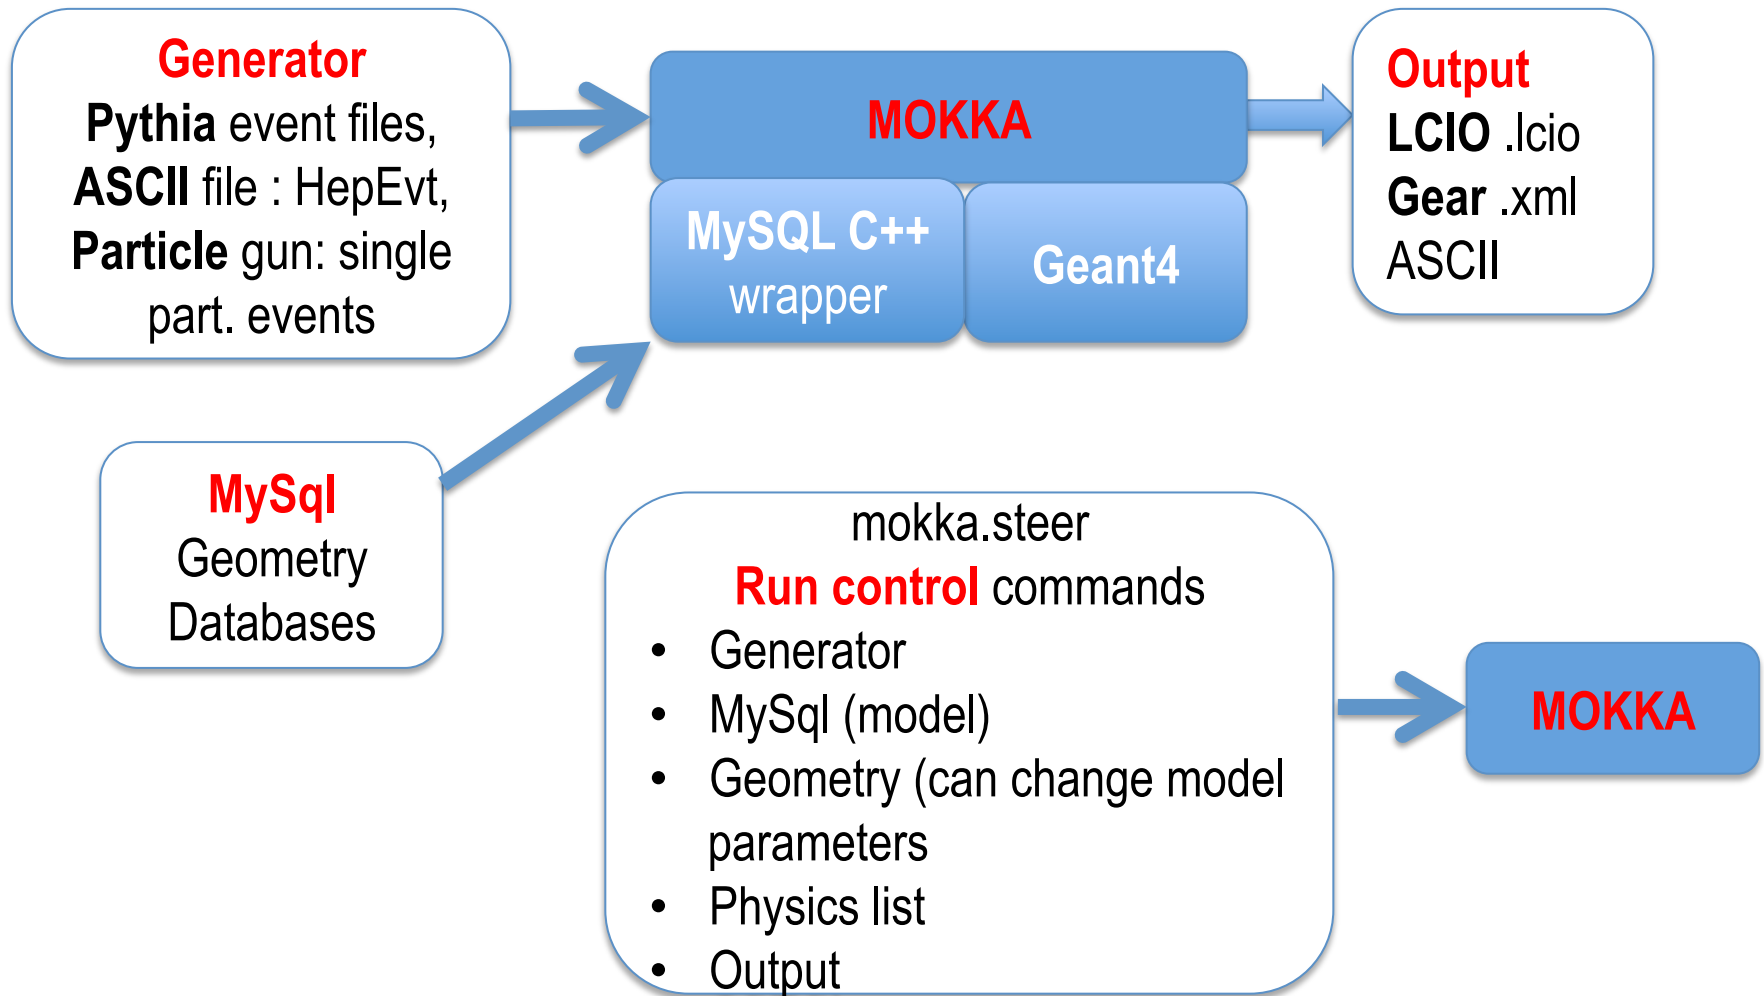 Generator
Pythia event files,
ASCII file : HepEvt,
Particle gun: single
part. events
MOKKA
MySQL C++
wrapper
Geant4
Output
LCIO .lcio
Gear .xml
ASCII
MySql
Geometry
Databases
mokka.steer
Run control commands
• Generator
• MySql (model)
• Geometry (can change model
parameters
• Physics list
• Output
MOKKA